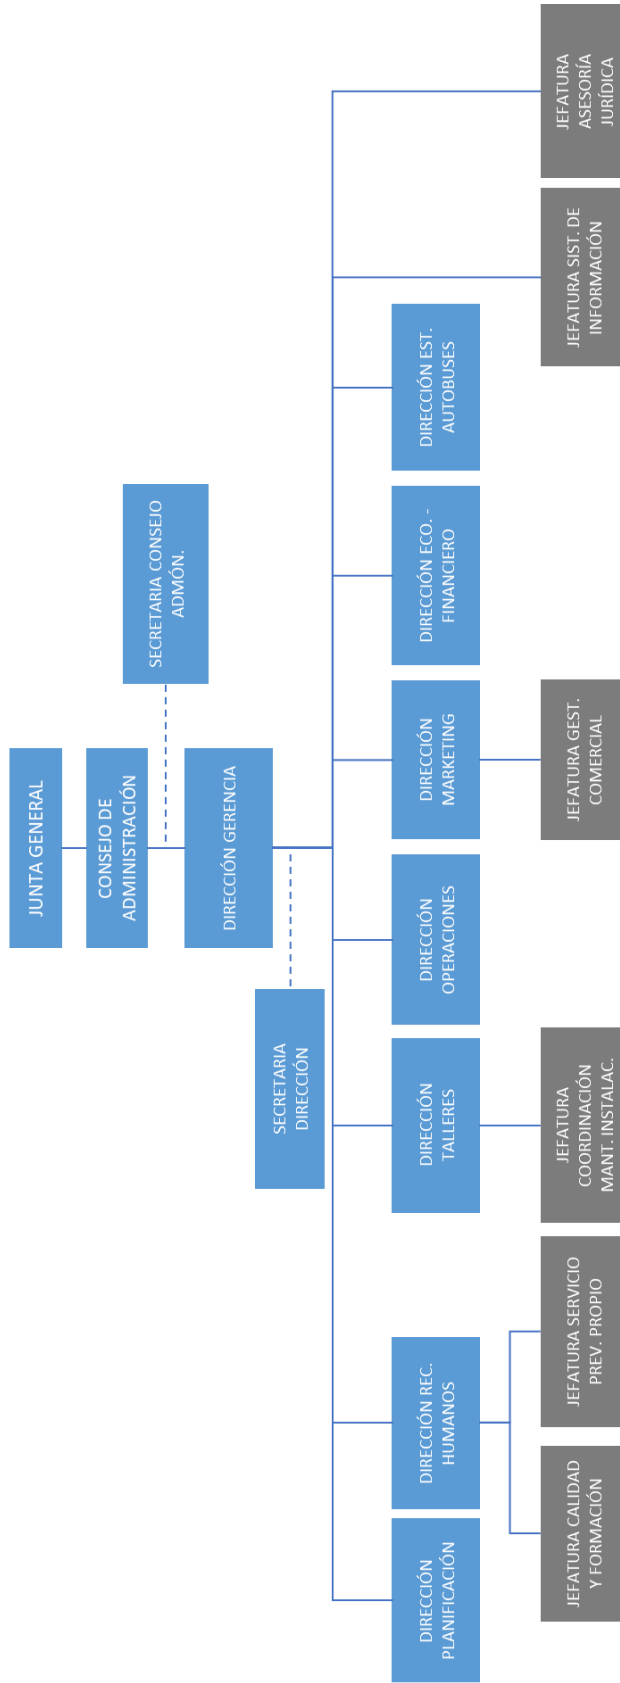 JUNTA GENERAL
CONSEJO DE
ADMINISTRACIÓN
SECRETARIA CONSEJO
ADMÓN.
DIRECCIÓN GERENCIA
SECRETARIA
DIRECCIÓN
DIRECCIÓN
PLANIFICACIÓN
DIRECCIÓN REC.
HUMANOS
DIRECCIÓN
TALLERES
DIRECCIÓN
OPERACIONES
DIRECCIÓN
MARKETING
DIRECCIÓN ECO. -
FINANCIERO
DIRECCIÓN EST.
AUTOBUSES
JEFATURA CALIDAD
Y FORMACIÓN
JEFATURA SERVICIO
PREV. PROPIO
JEFATURA
COORDINACIÓN
MANT. INSTALAC.
JEFATURA GEST.
COMERCIAL
JEFATURA SIST. DE
INFORMACIÓN
JEFATURA
ASESORÍA
JURÍDICA